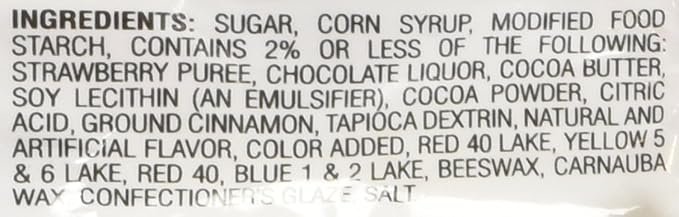 INGREDIENTS: SUGAR, CORN SYRUP, MODIFIED FOOD
STARCH, CONTAINS 2% OR LESS OF THE FOLLOWING:
STRAWBERRY PUREE, CHOCOLATE LIQUOR, COCOA BUTTER,
SOY LECITHIN (AN EMULSIFIER), COCOA POWDER, CITRIC
ACID, GROUND CINNAMON, TAPIOCA DEXTRIN, NATURAL AND
ARTIFICIAL FLAVOR, COLOR ADDED, RED 40 LAKE, YELLOW 5
& 6 LAKE, RED 40, BLUE 1 & 2 LAKE, BEESWAX, CARNAUBA
WAX, CONFECTIONER'S GLAZE, SALT.